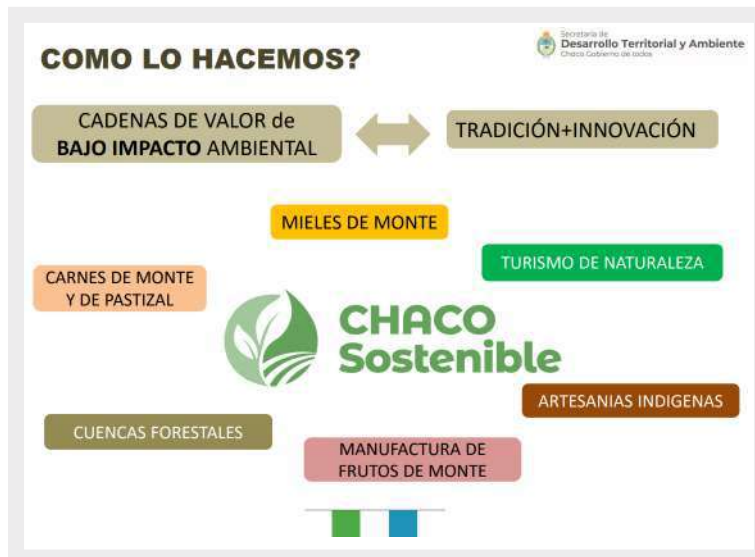 COMO LO HACEMOS?
Secretaría de
Desarrollo Territorial y Ambiente
Chaco Gobierno de todos
CADENAS DE VALOR de
BAJO IMPACTO AMBIENTAL
TRADICIÓN+INNOVACIÓN
MIELES DE MONTE
TURISMO DE NATURALEZA
CARNES DE MONTE
Y DE PASTIZAL
CHACO
Sostenible
ARTESANIAS INDIGENAS
CUENCAS FORESTALES
MANUFACTURA DE
FRUTOS DE MONTE